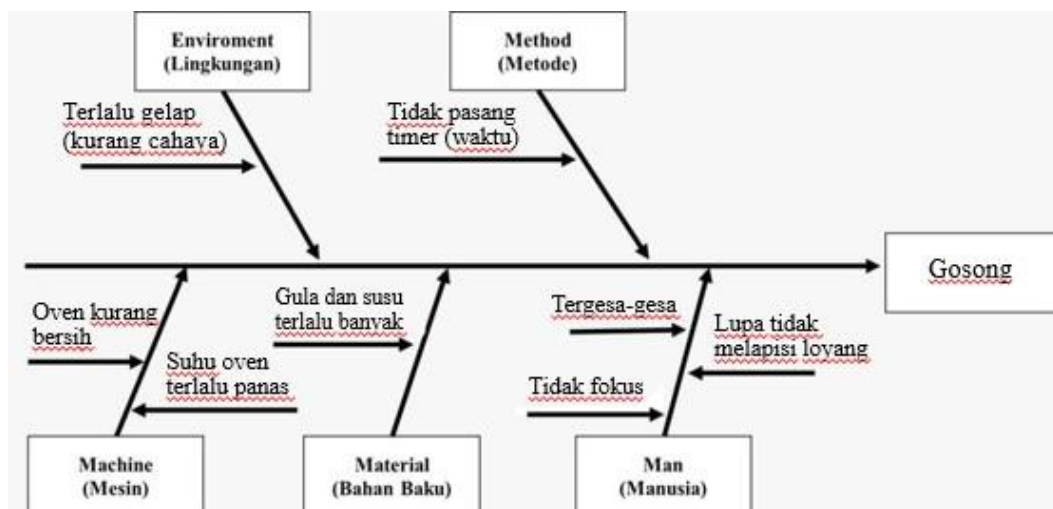 Enviroment
(Lingkungan)
Method
(Metode)
Terlalu gelap
(kurang cahaya)
Tidak pasang
timer (waktu)
Gosong
Oven kurang
bersih
Suhu oven
terlalu panas
Gula dan susu
terlalu banyak
Tergesa-gesa
Lupa tidak
melapisi loyang
Tidak fokus
Machine
(Mesin)
Material
(Bahan Baku)
Man
(Manusia)